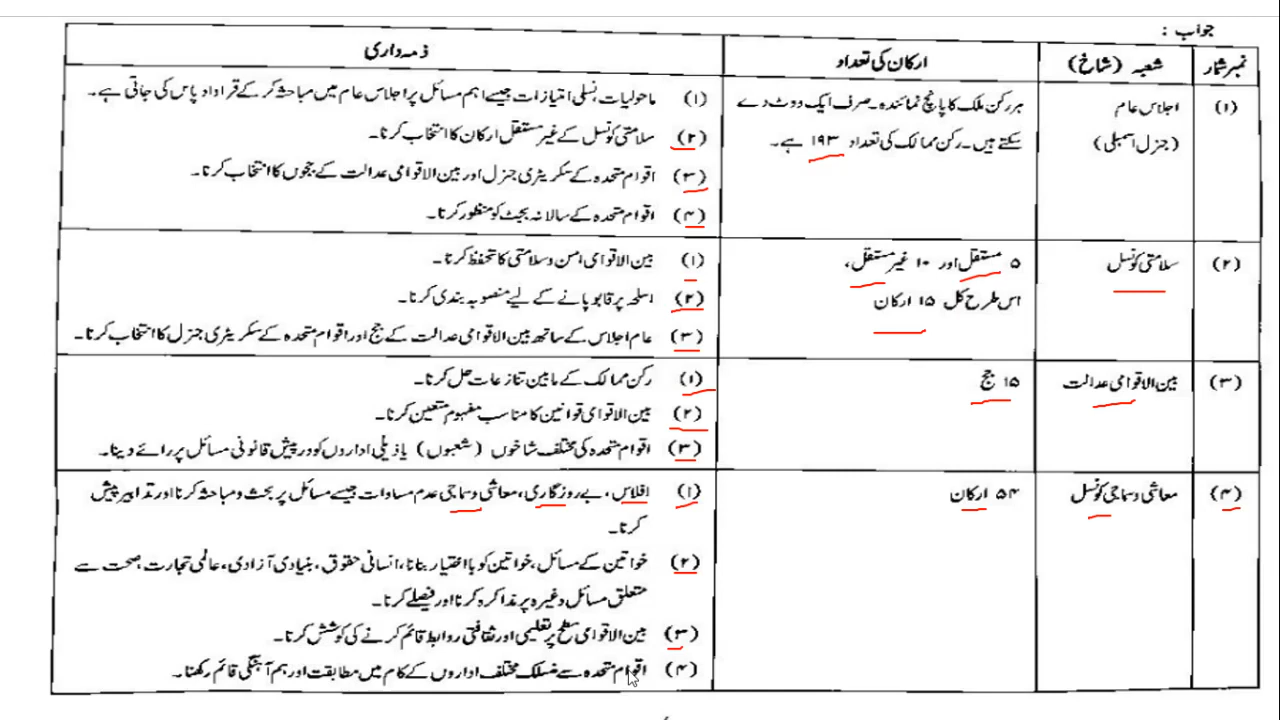 جواب :
نمبر شمار	شعبہ (شاخ)	ارکان کی تعداد	ذمہ داری
(۱)	اجلاس عام
(جنرل اسمبلی)
ہر رکن ملک کا پانچ نمائندہ۔ صرف ایک ووٹ دے
سکتے ہیں۔ رکن ممالک کی تعداد ۱۹۳ ہے۔
(۱) ماحولیات، نسلی امتیازات جیسے اہم مسائل پر اجلاس عام میں مباحثہ کر کے قرارداد پاس کی جاتی ہے۔
(۲) سلامتی کونسل کے غیر مستقل ارکان کا انتخاب کرنا۔
(۳) اقوام متحدہ کے سکریٹری جنرل اور بین الاقوامی عدالت کے ججوں کا انتخاب کرنا۔
(۴) اقوام متحدہ کے سالانہ بجٹ کو منظور کرنا۔
(۲)	سلامتی کونسل
۵ مستقل اور ۱۰ غیر مستقل،
اس طرح کل ۱۵ ارکان
(۱) بین الاقوامی امن و سلامتی کا تحفظ کرنا۔
(۲) اسلحہ پر قابو پانے کے لیے منصوبہ بندی کرنا۔
(۳) عام اجلاس کے ساتھ بین الاقوامی عدالت کے جج اور اقوام متحدہ کے سکریٹری جنرل کا انتخاب کرنا۔
(۳)	بین الاقوامی عدالت
۱۵ جج
(۱) رکن ممالک کے مابین تنازعات حل کرنا۔
(۲) بین الاقوامی قوانین کا مناسب مفہوم متعین کرنا۔
(۳) اقوام متحدہ کی مختلف شاخوں (شعبوں) یا ذیلی اداروں کو درپیش قانونی مسائل پر رائے دینا۔
(۴)	معاشی و سماجی کونسل
۵۴ ارکان
(۱) افلاس، بے روزگاری، معاشی و سماجی عدم مساوات جیسے مسائل پر بحث و مباحثہ کرنا اور تدابیر پیش
کرنا۔
(۲) خواتین کے مسائل، خواتین کو بااختیار بنانا، انسانی حقوق، بنیادی آزادی، عالمی تجارت، صحت سے
متعلق مسائل وغیرہ پر مذاکرہ کرنا اور فیصلے کرنا۔
(۳) بین الاقوامی سطح پر تعلیمی اور ثقافتی روابط قائم کرنے کی کوشش کرنا۔
(۴) اقوام متحدہ سے منسلک مختلف اداروں کے کام میں مطابقت اور ہم آہنگی قائم رکھنا۔